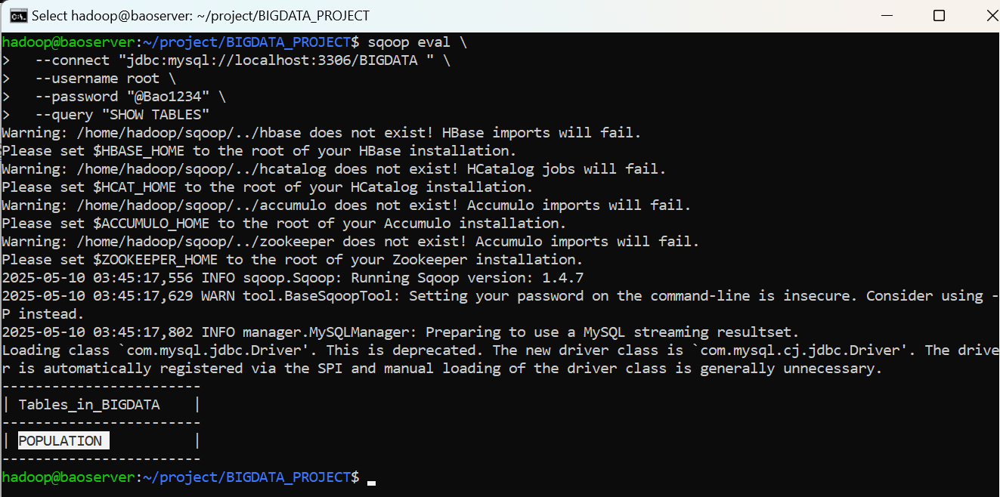 Select hadoop@baoserver: ~/project/BIGDATA_PROJECT
hadoop@baoserver:~/project/BIGDATA_PROJECT$ sqoop eval \
>   --connect "jdbc:mysql://localhost:3306/BIGDATA " \
>   --username root \
>   --password "@Bao1234" \
>   --query "SHOW TABLES"
Warning: /home/hadoop/sqoop/../hbase does not exist! HBase imports will fail.
Please set $HBASE_HOME to the root of your HBase installation.
Warning: /home/hadoop/sqoop/../hcatalog does not exist! HCatalog jobs will fail.
Please set $HCAT_HOME to the root of your HCatalog installation.
Warning: /home/hadoop/sqoop/../accumulo does not exist! Accumulo imports will fail.
Please set $ACCUMULO_HOME to the root of your Accumulo installation.
Warning: /home/hadoop/sqoop/../zookeeper does not exist! Accumulo imports will fail.
Please set $ZOOKEEPER_HOME to the root of your Zookeeper installation.
2025-05-10 03:45:17,556 INFO sqoop.Sqoop: Running Sqoop version: 1.4.7
2025-05-10 03:45:17,629 WARN tool.BaseSqoopTool: Setting your password on the command-line is insecure. Consider using -
P instead.
2025-05-10 03:45:17,802 INFO manager.MySQLManager: Preparing to use a MySQL streaming resultset.
Loading class `com.mysql.jdbc.Driver'. This is deprecated. The new driver class is `com.mysql.cj.jdbc.Driver'. The drive
r is automatically registered via the SPI and manual loading of the driver class is generally unnecessary.
------------------------
| Tables_in_BIGDATA    |
------------------------
| POPULATION           |
------------------------
hadoop@baoserver:~/project/BIGDATA_PROJECT$